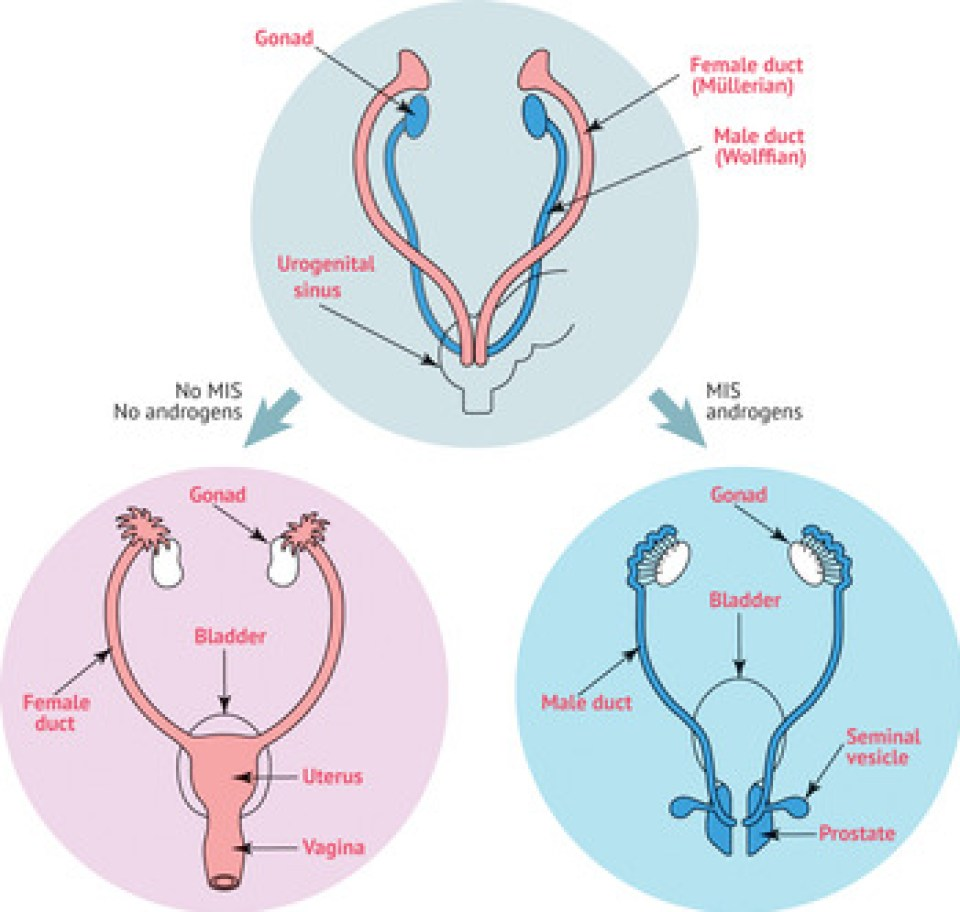 Gonad
Female duct
(Müllerian)
Male duct
(Wolffian)
Urogenital
sinus
No MIS
No androgens
MIS
androgens
Gonad
Bladder
Female
duct
Uterus
Vagina
Gonad
Bladder
Male duct
Seminal
vesicle
Prostate